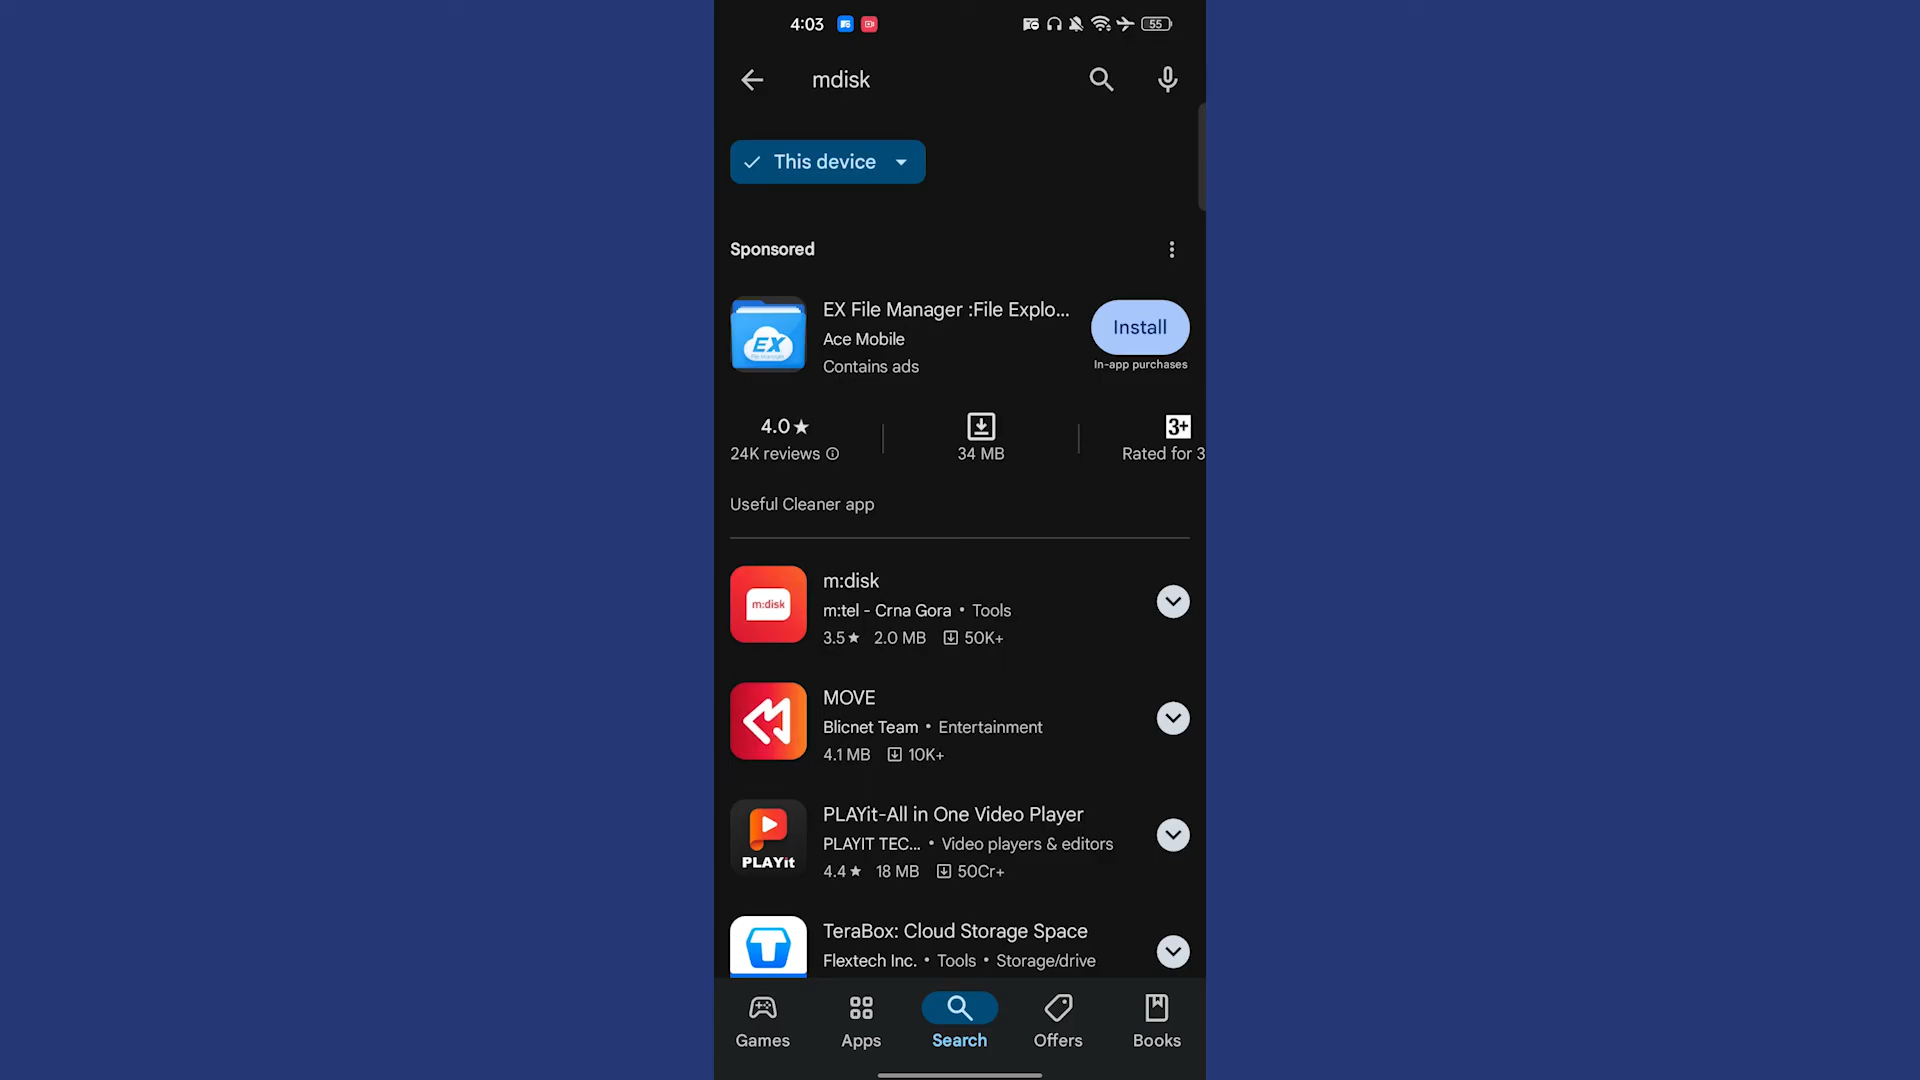 4:03
55
mdisk
This device
Sponsored
EX File Manager :File Explo...
Ace Mobile
Contains ads
Install
In-app purchases
EX
4.0★
24K reviews
34 MB
3+
Rated for 3
Useful Cleaner app
m:disk
m:disk
m:tel - Crna Gora • Tools
3.5★ 2.0 MB 50K+
MOVE
Blicnet Team • Entertainment
4.1 MB 10K+
PLAYit
PLAYit-All in One Video Player
PLAYIT TEC... • Video players & editors
4.4★ 18 MB 50Cr+
TeraBox: Cloud Storage Space
Flextech Inc. • Tools • Storage/drive
Games
Apps
Search
Offers
Books